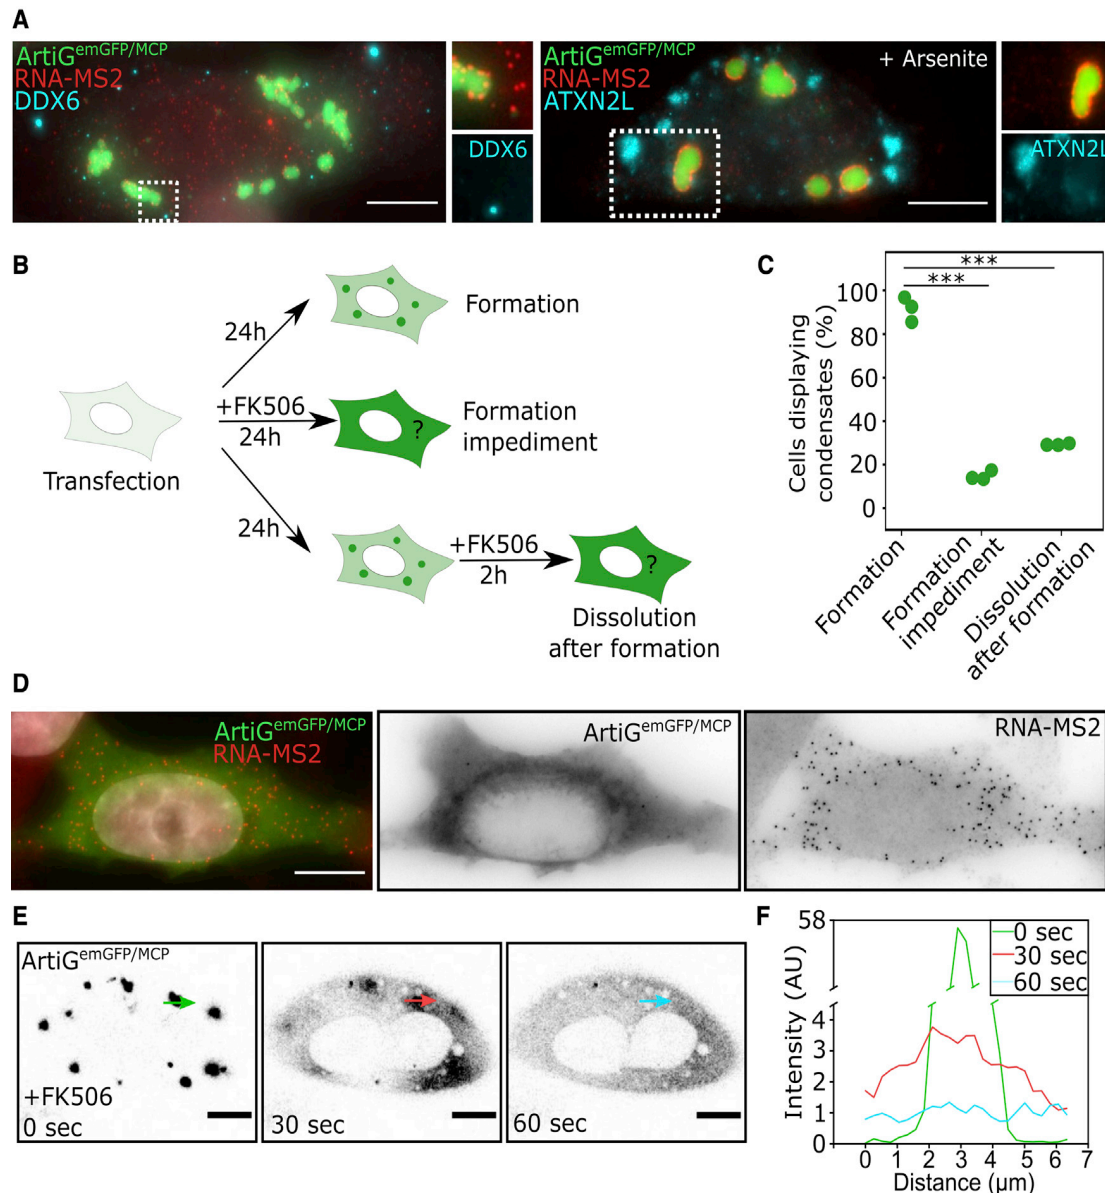 A
ArtiG^emGFP/MCP
RNA-MS2
DDX6
DDX6
ArtiG^emGFP/MCP
RNA-MS2
ATXN2L
+ Arsenite
ATXN2L
B
Transfection
24h
Formation
+FK506
24h
?
Formation
impediment
24h
+FK506
2h
?
Dissolution
after formation
C
Cells displaying
condensates (%)
100
80
60
40
20
0
***
***
Formation
Formation
impediment
Dissolution
after formation
D
ArtiG^emGFP/MCP
RNA-MS2
ArtiG^emGFP/MCP
RNA-MS2
E
ArtiG^emGFP/MCP
+FK506
0 sec
30 sec
60 sec
F
Intensity (AU)
58
4
3
2
1
0
0 sec
30 sec
60 sec
0 1 2 3 4 5 6 7
Distance (µm)